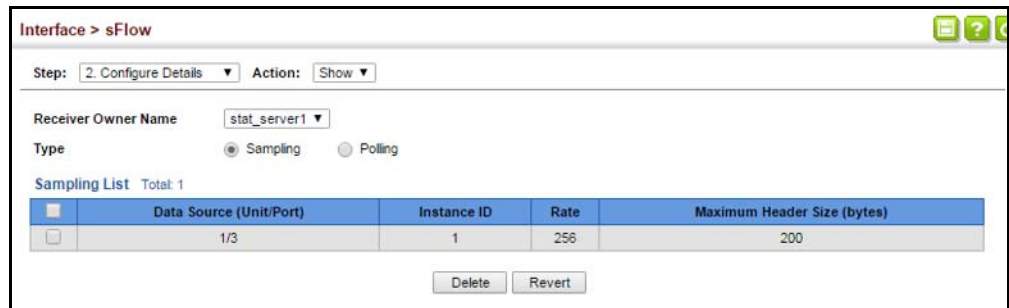 Interface > sFlow
Step: 2. Configure Details Action: Show
Receiver Owner Name stat_server1
Type Sampling Polling
Sampling List Total: 1
Data Source (Unit/Port) Instance ID Rate Maximum Header Size (bytes)
1/3 1 256 200
Delete Revert